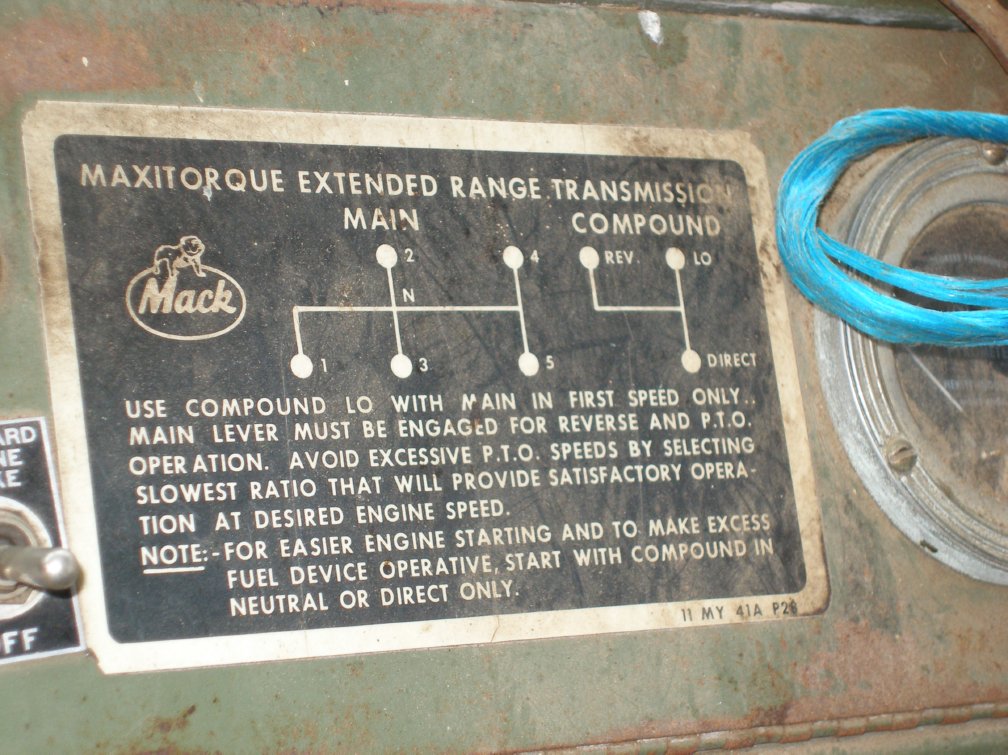 MAXITORQUE EXTENDED RANGE TRANSMISSION
MAIN COMPOUND
2 4 REV. LO
Mack
N
1 3 5 DIRECT
USE COMPOUND LO WITH MAIN IN FIRST SPEED ONLY..
MAIN LEVER MUST BE ENGAGED FOR REVERSE AND P.T.O.
OPERATION. AVOID EXCESSIVE P.T.O. SPEEDS BY SELECTING
SLOWEST RATIO THAT WILL PROVIDE SATISFACTORY OPERA-
TION AT DESIRED ENGINE SPEED.
NOTE:-FOR EASIER ENGINE STARTING AND TO MAKE EXCESS
FUEL DEVICE OPERATIVE, START WITH COMPOUND IN
NEUTRAL OR DIRECT ONLY.
11 MY 41A P28
ARD
NE
KE
FF